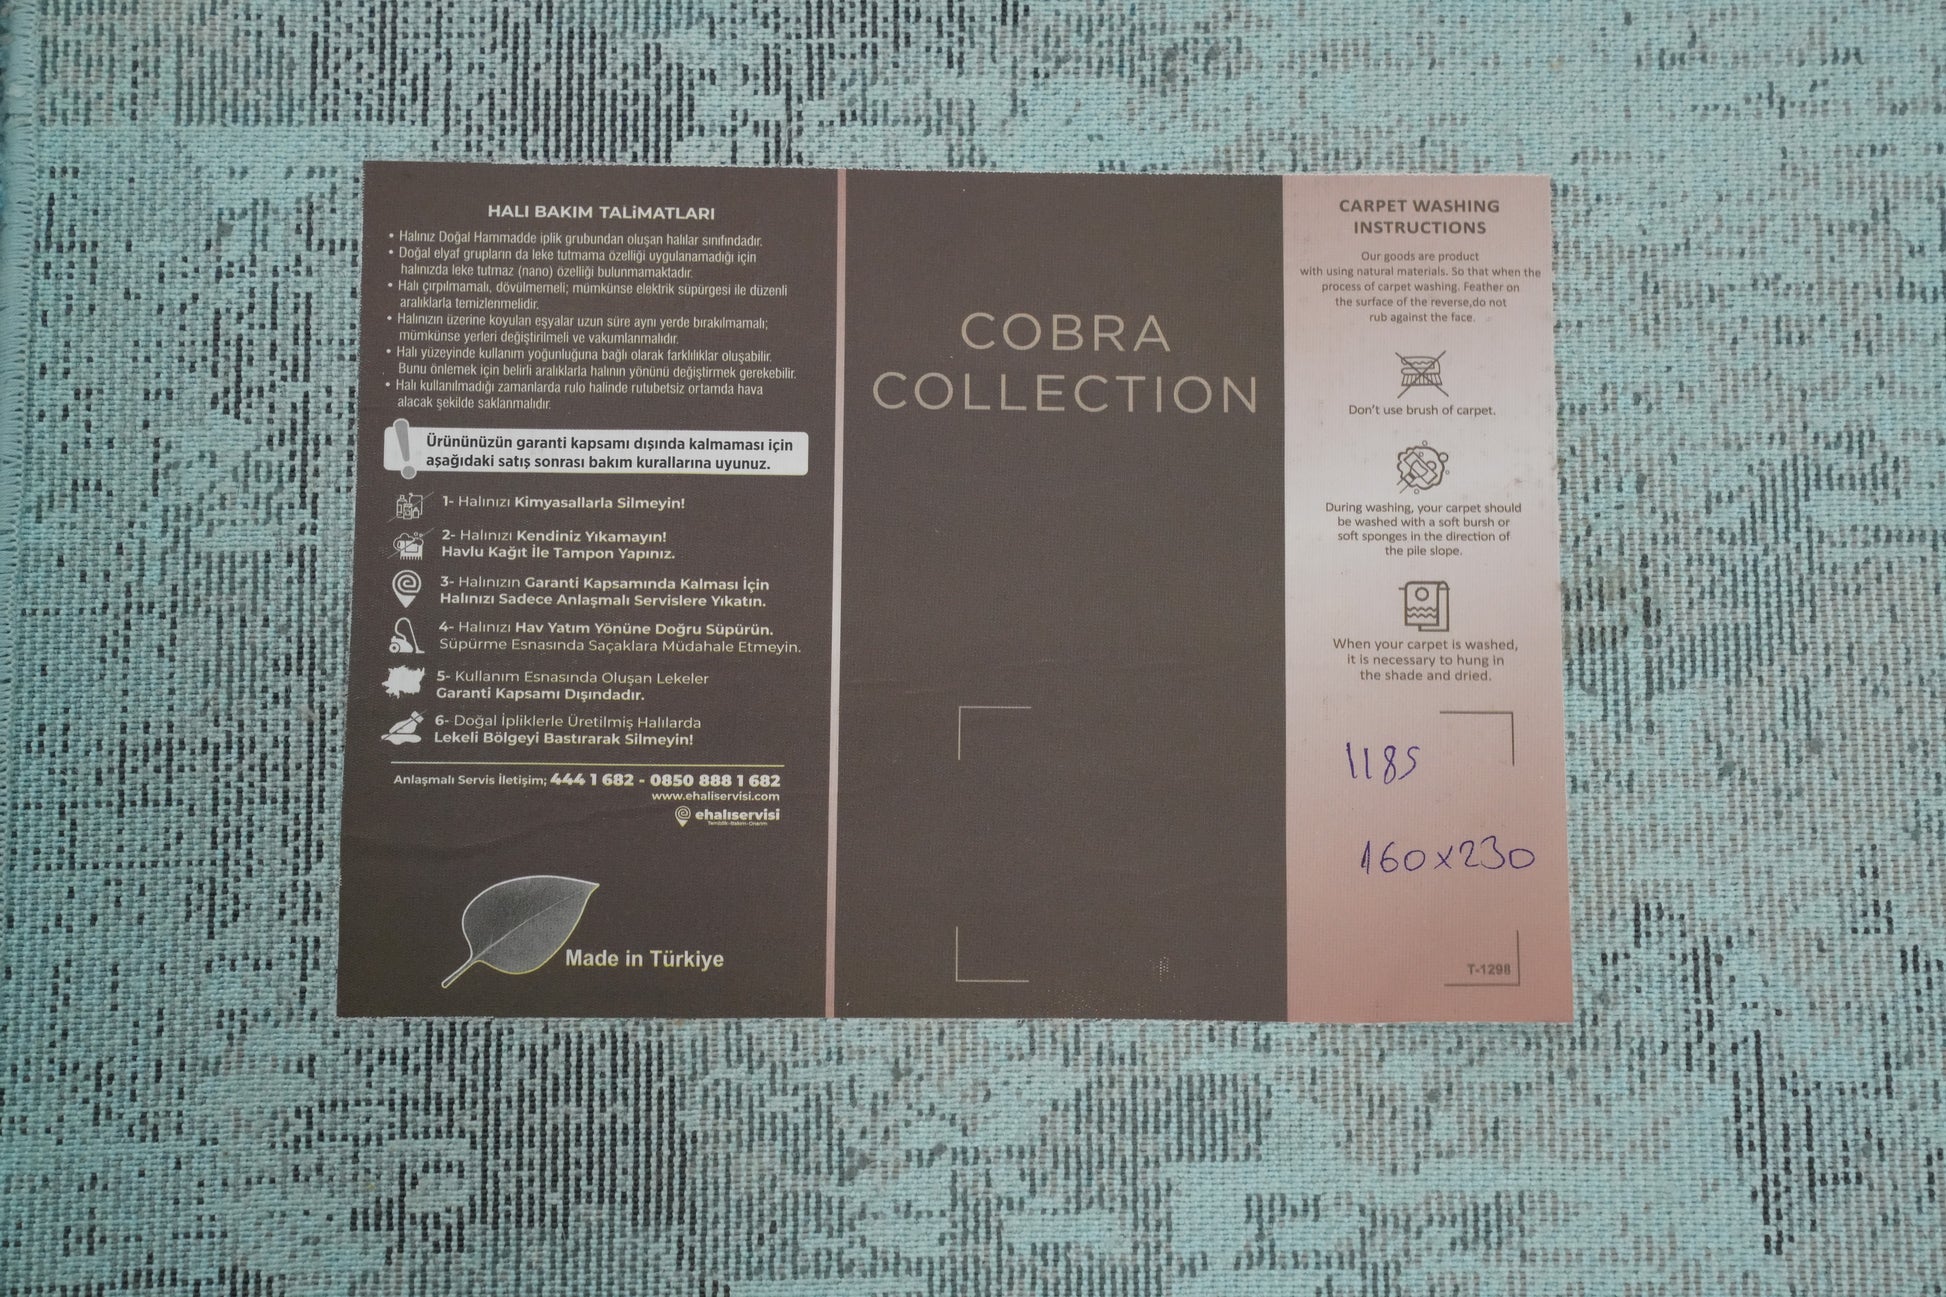 HALI BAKIM TALiMATLARI
• Halınız Doğal Hammadde iplik grubundan oluşan halılar sınıfındadır.
• Doğal elyaf grupların da leke tutmama özelliği uygulanamadığı için
halınızda leke tutmaz (nano) özelliği bulunmamaktadır.
• Halı çırpılmamalı, dövülmemeli; mümkünse elektrik süpürgesi ile düzenli
aralıklarla temizlenmelidir.
• Halınızın üzerine koyulan eşyalar uzun süre aynı yerde bırakılmamalı;
mümkünse yerleri değiştirilmeli ve vakumlanmalıdır.
• Halı yüzeyinde kullanım yoğunluğuna bağlı olarak farklılıklar oluşabilir.
. Bunu önlemek için belirli aralıklarla halının yönünü değiştirmek gerekebilir.
• Halı kullanılmadığı zamanlarda rulo halinde rutubetsiz ortamda hava
alacak şekilde saklanmalıdır.
Ürününüzün garanti kapsamı dışında kalmaması için
aşağıdaki satış sonrası bakım kurallarına uyunuz.
1- Halınızı Kimyasallarla Silmeyin!
2- Halınızı Kendiniz Yıkamayın!
Havlu Kağıt İle Tampon Yapınız.
3- Halınızın Garanti Kapsamında Kalması İçin
Halınızı Sadece Anlaşmalı Servislere Yıkatın.
4- Halınızı Hav Yatım Yönüne Doğru Süpürün.
Süpürme Esnasında Saçaklara Müdahale Etmeyin.
5- Kullanım Esnasında Oluşan Lekeler
Garanti Kapsamı Dışındadır.
6- Doğal İpliklerle Üretilmiş Halılarda
Lekeli Bölgeyi Bastırarak Silmeyin!
Anlaşmalı Servis İletişim; 444 1 682 - 0850 888 1 682
www.ehaliservisi.com
ehalıservisi
Temizlik-Bakım-Onarım
Made in Türkiye
COBRA
COLLECTION
CARPET WASHING
INSTRUCTIONS
Our goods are product
with using natural materials. So that when the
process of carpet washing. Feather on
the surface of the reverse,do not
rub against the face.
Don't use brush of carpet.
During washing, your carpet should
be washed with a soft bursh or
soft sponges in the direction of
the pile slope.
When your carpet is washed,
it is necessary to hung in
the shade and dried.
1185
160x230
T-1298